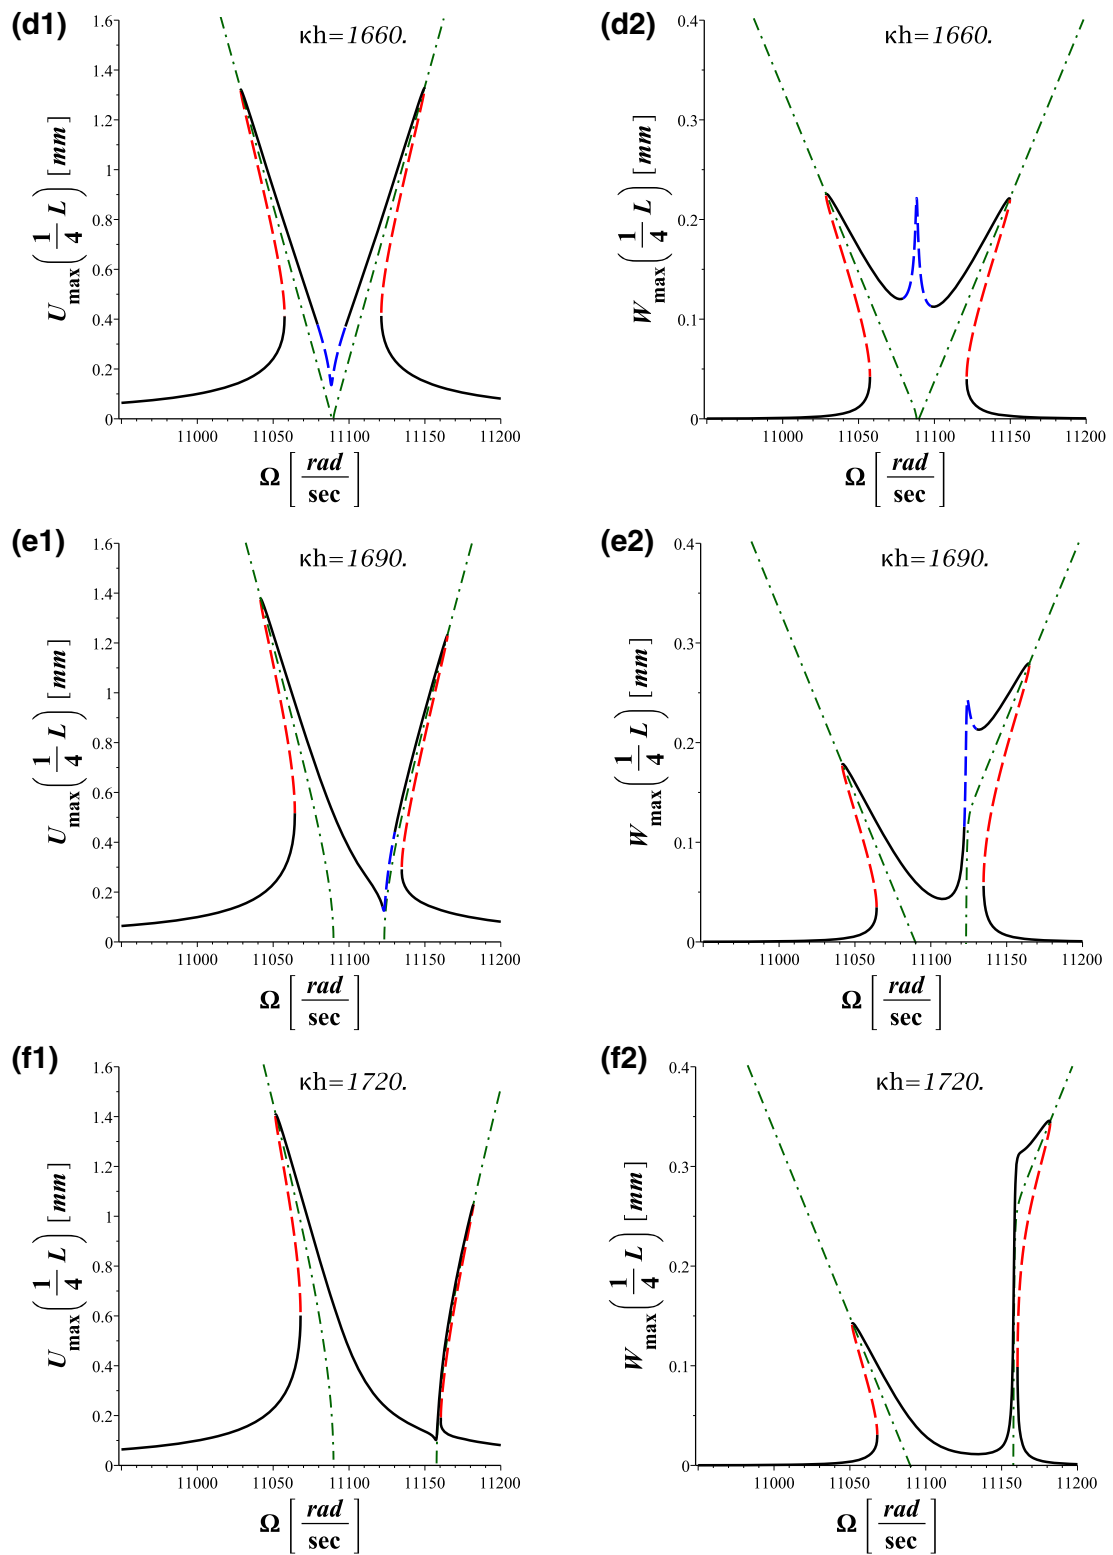 (d1)
κh=1660.
1.6
1.4
1.2
1
0.8
0.6
0.4
0.2
0
U_max(1/4 L) [mm]
11000 11050 11100 11150 11200
Ω [rad/sec]
(d2)
κh=1660.
0.4
0.3
0.2
0.1
0
W_max(1/4 L) [mm]
11000 11050 11100 11150 11200
Ω [rad/sec]
(e1)
κh=1690.
1.6
1.4
1.2
1
0.8
0.6
0.4
0.2
0
U_max(1/4 L) [mm]
11000 11050 11100 11150 11200
Ω [rad/sec]
(e2)
κh=1690.
0.4
0.3
0.2
0.1
0
W_max(1/4 L) [mm]
11000 11050 11100 11150 11200
Ω [rad/sec]
(f1)
κh=1720.
1.6
1.4
1.2
1
0.8
0.6
0.4
0.2
0
U_max(1/4 L) [mm]
11000 11050 11100 11150 11200
Ω [rad/sec]
(f2)
κh=1720.
0.4
0.3
0.2
0.1
0
W_max(1/4 L) [mm]
11000 11050 11100 11150 11200
Ω [rad/sec]